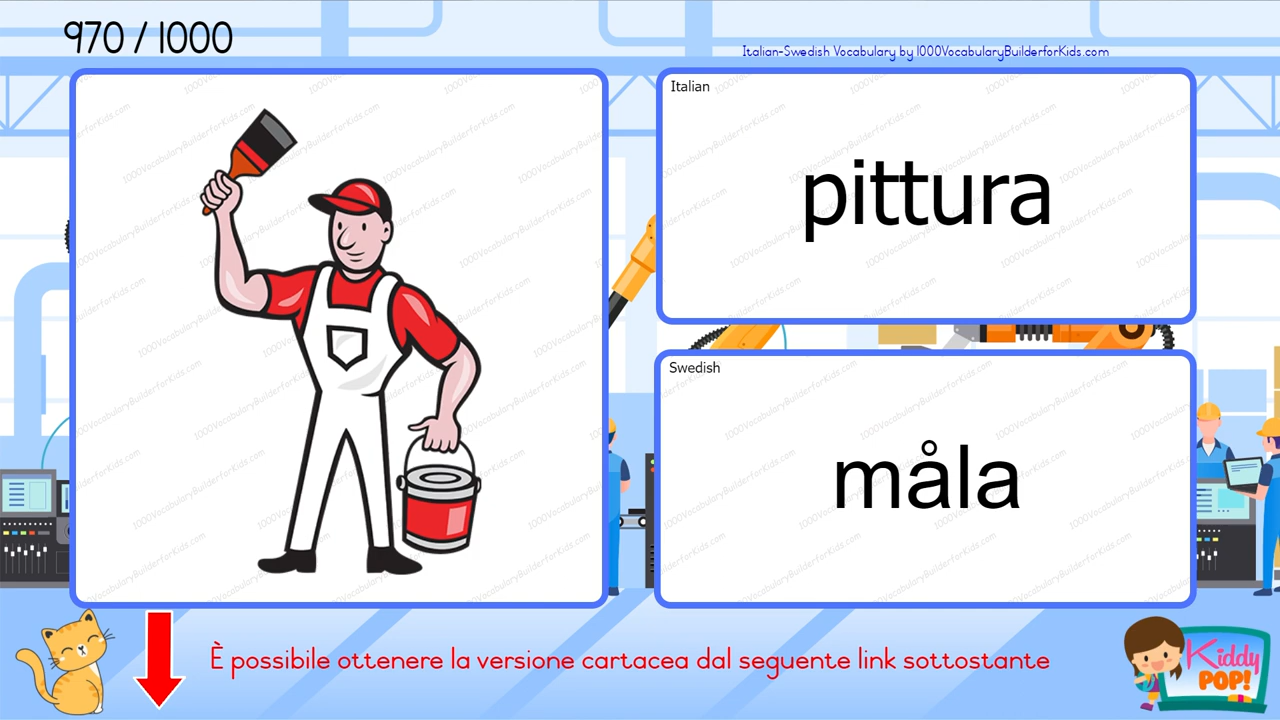 970 / 1000
Italian-Swedish Vocabulary by 1000VocabularyBuilderforKids.com
Italian
pittura
Swedish
måla
È possibile ottenere la versione cartacea dal seguente link sottostante
Kiddy
POP!